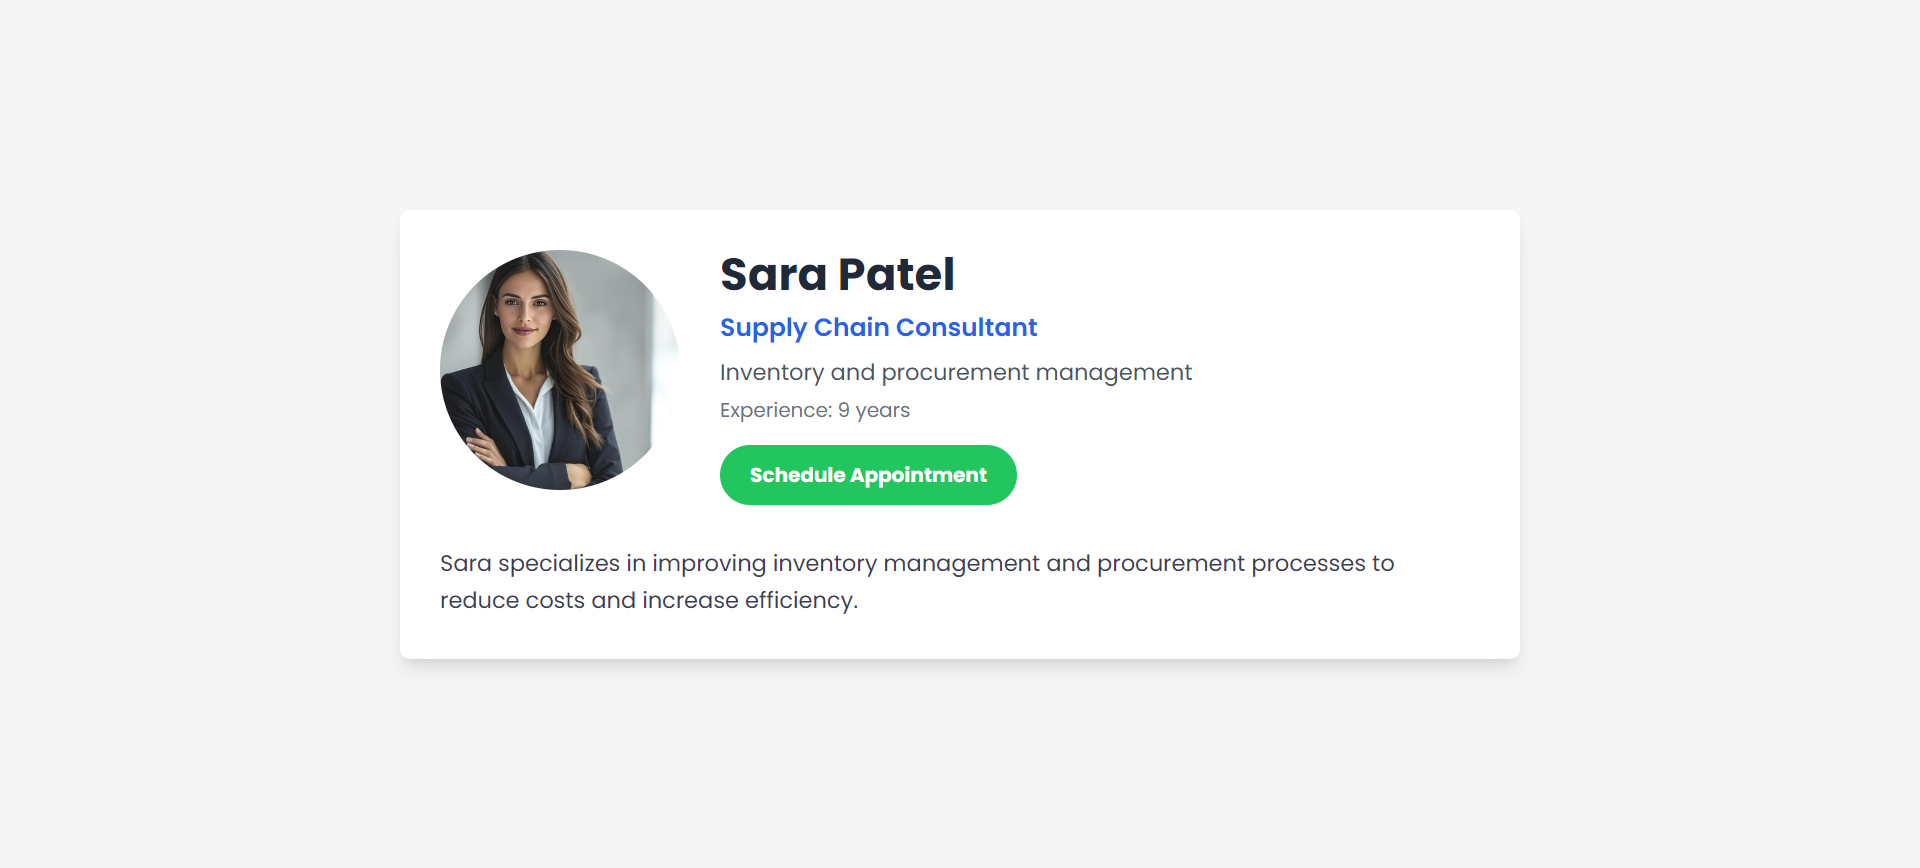 Sara Patel
Supply Chain Consultant
Inventory and procurement management
Experience: 9 years
Schedule Appointment
Sara specializes in improving inventory management and procurement processes to
reduce costs and increase efficiency.